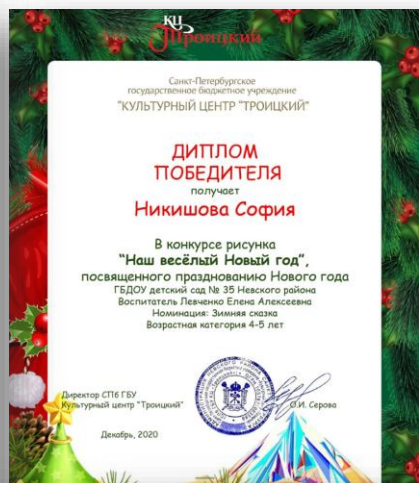 КЦ
Троицкий
Санкт-Петербургское
государственное бюджетное учреждение
"КУЛЬТУРНЫЙ ЦЕНТР "ТРОИЦКИЙ"
ДИПЛОМ
ПОБЕДИТЕЛЯ
получает
Никишова София
В конкурсе рисунка
"Наш весёлый Новый год",
посвященного празднованию Нового года
ГБДОУ детский сад № 35 Невского района
Воспитатель Левченко Елена Алексеевна
Номинация: Зимняя сказка
Возрастная категория 4-5 лет
Директор СПб ГБУ
Культурный центр "Троицкий"
О.И. Серова
Декабрь, 2020